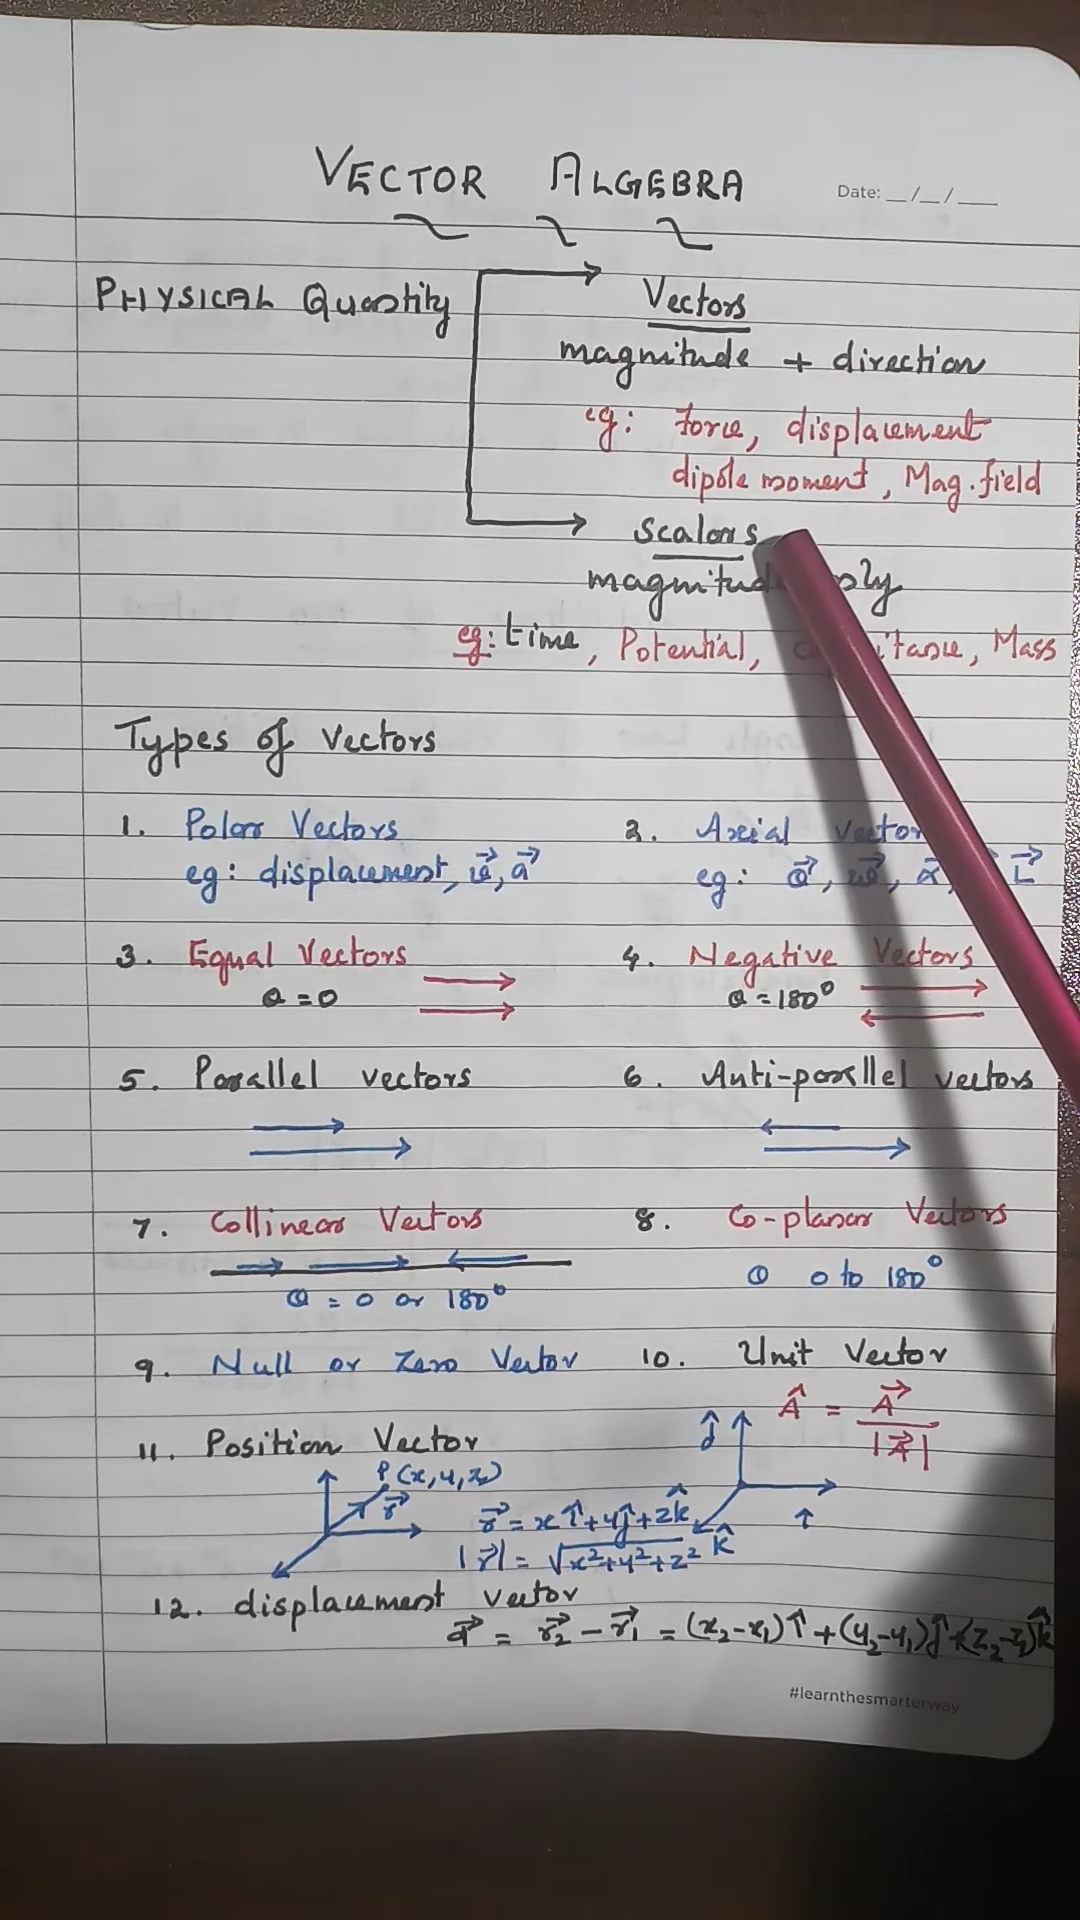 VECTOR ALGEBRA
Date: __/__/____
PHYSICAL Quantity
Vectors
magnitude + direction
eg: force, displacement
dipole moment, Mag. field
Scalars
eg: time, Potential, Mass
Types of Vectors
1. Polar Vectors
eg: displacement, v⃗, a⃗
2. Axial
eg: θ⃗, ω⃗, α⃗, L⃗
3. Equal Vectors
θ = 0
4. Negative Vectors
θ = 180°
5. Parallel vectors
6. Anti-parallel vectors
7. Collinear Vectors
θ = 0 or 180°
8. Co-planar Vectors
θ 0 to 180°
9. Null or Zero Vector
10. Unit Vector
Â = A⃗ / |A⃗|
ĵ
î
k̂
11. Position Vector
P(x,y,z)
r⃗
r⃗ = xî+yĵ+zk̂
|r⃗| = √x²+y²+z²
12. displacement vector
= r⃗₂ - r⃗₁ = (x₂-x₁)î+(y₂-y₁)ĵ+(z₂-z₁)k̂
#learnthesmarterway